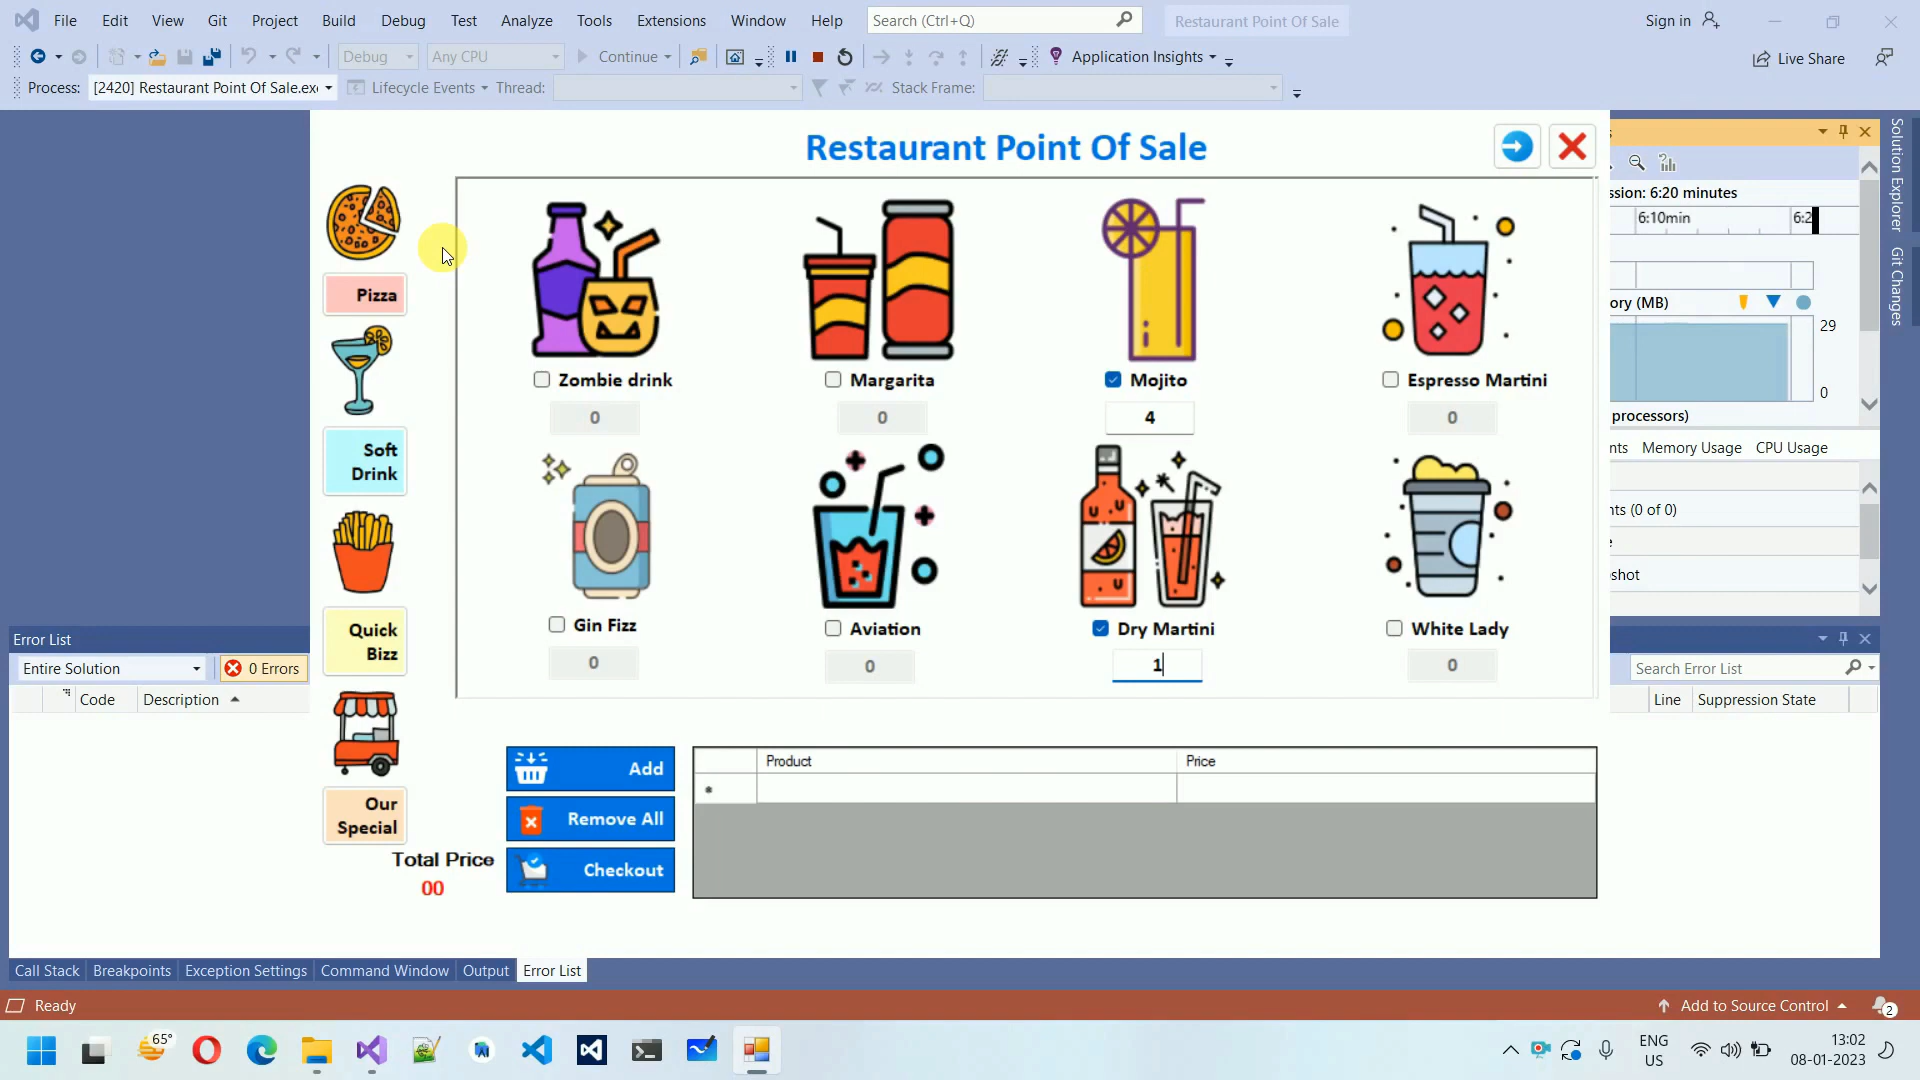 File Edit View Git Project Build Debug Test Analyze Tools Extensions Window Help Search (Ctrl+Q) Restaurant Point Of Sale Sign in
Debug Any CPU Continue Application Insights Live Share
Process: [2420] Restaurant Point Of Sale.exe Lifecycle Events Thread: Stack Frame:
Restaurant Point Of Sale
Solution Explorer
Git Changes
ssion: 6:20 minutes
6:10min 6:2
ory (MB)
29
0
processors)
nts Memory Usage CPU Usage
nts (0 of 0)
e
shot
Pizza
Soft
Drink
Quick
Bizz
Our
Special
Zombie drink Margarita Mojito Espresso Martini
0 0 4 0
Gin Fizz Aviation Dry Martini White Lady
0 0 1 0
Add
Remove All
Checkout
Total Price
00
Product Price
*
Error List
Entire Solution 0 Errors Search Error List
Code Description Line Suppression State
Call Stack Breakpoints Exception Settings Command Window Output Error List
Ready Add to Source Control 2
65°
ENG
US
13:02
08-01-2023